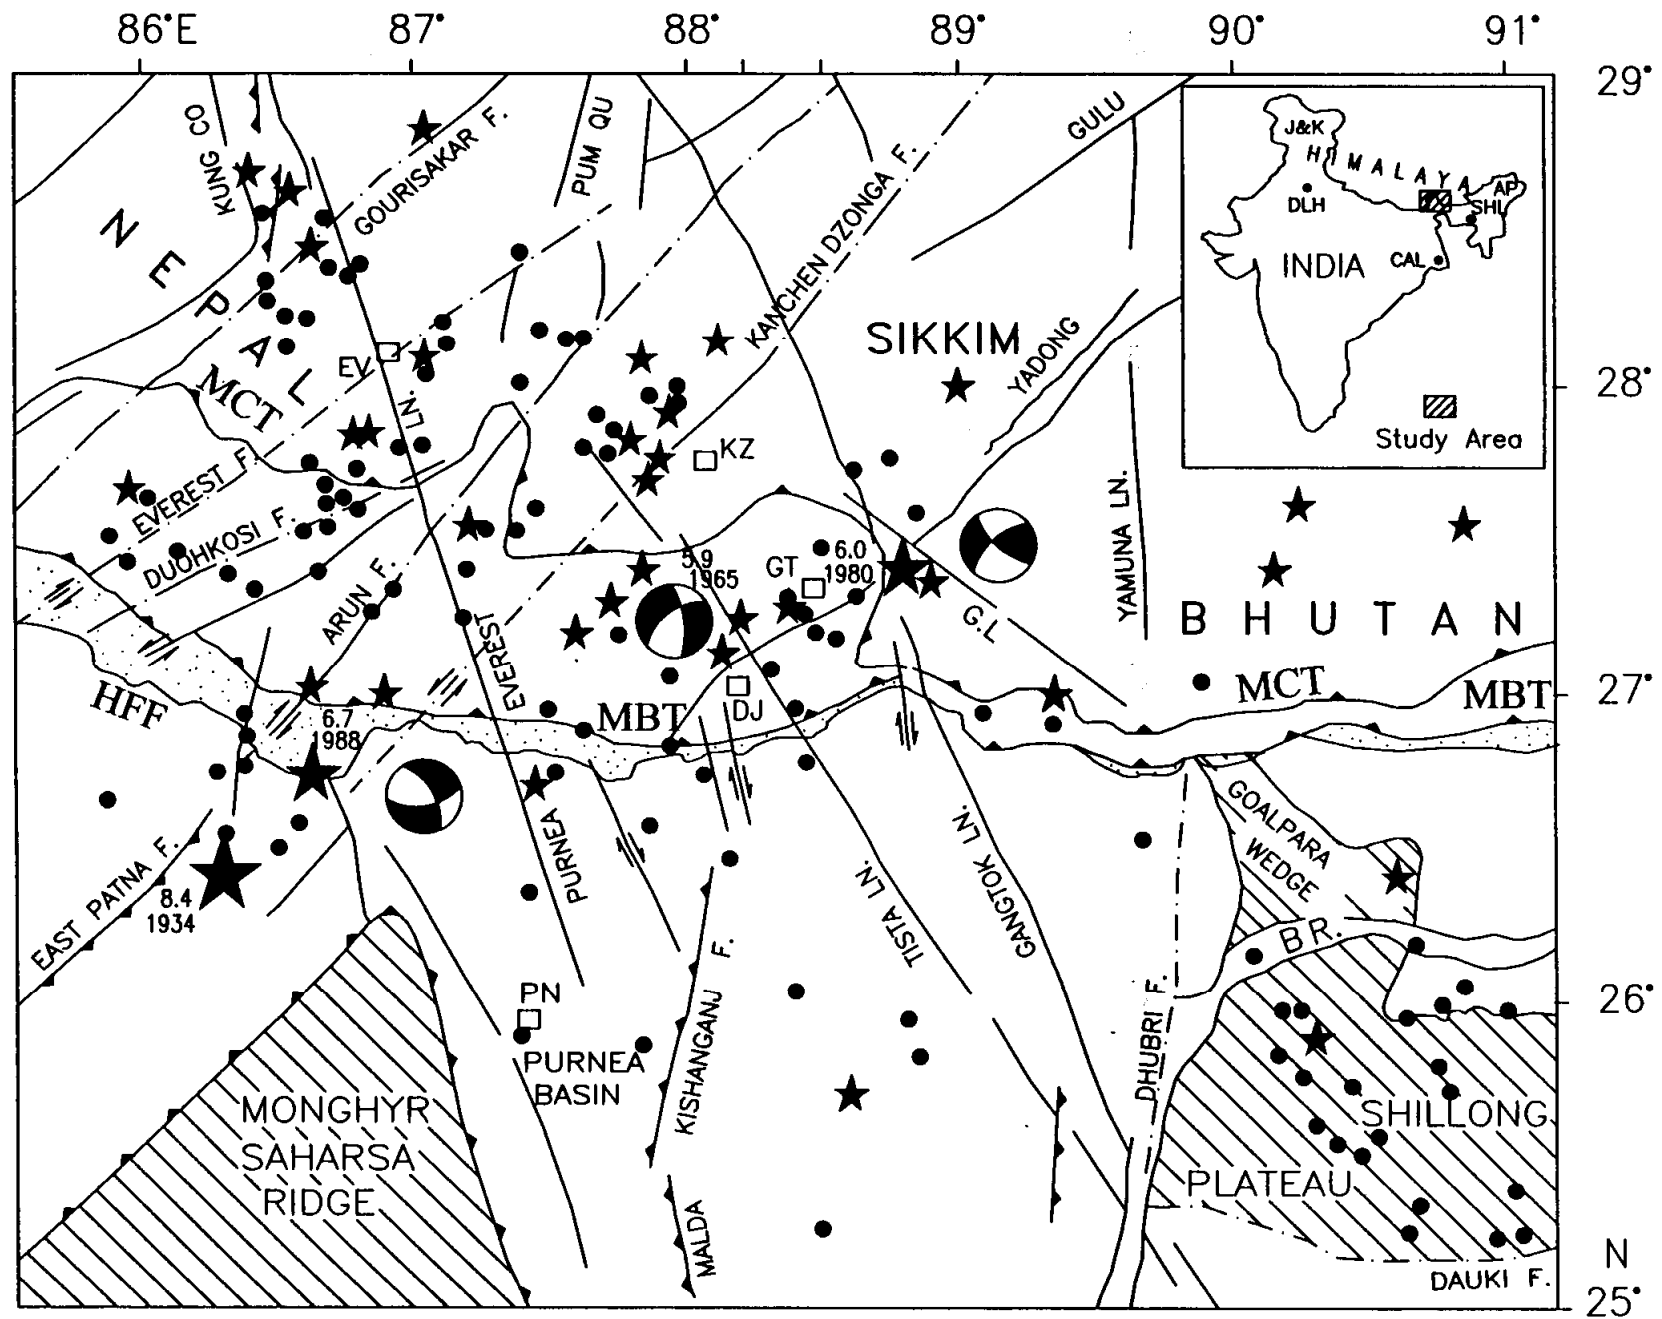 86°E 87° 88° 89° 90° 91°
29°
28°
27°
26°
N
25°
KUNG CO
GOURISAKAR F.
PUM QU
KANCHEN DZONGA F.
GULU
J&K
HIMALAYA
AP
DLH
SHL
INDIA
CAL
Study Area
NEPAL
SIKKIM
YADONG
EV
MCT
LN.
KZ
EVEREST F.
DUOHKOSI F.
YAMUNA LN.
5.9
1965
GT
6.0
1980
ARUN F.
G.L
BHUTAN
EVEREST
HFF
MCT
MBT
MBT
DJ
6.7
1988
GOALPARA
WEDGE
PURNEA
TISTA LN.
GANGTOK LN.
EAST PATNA F.
8.4
1934
BR.
KISHANGANJ F.
DHUBRI F.
PN
PURNEA
BASIN
MONGHYR
SAHARSA
RIDGE
SHILLONG
PLATEAU
MALDA
DAUKI F.